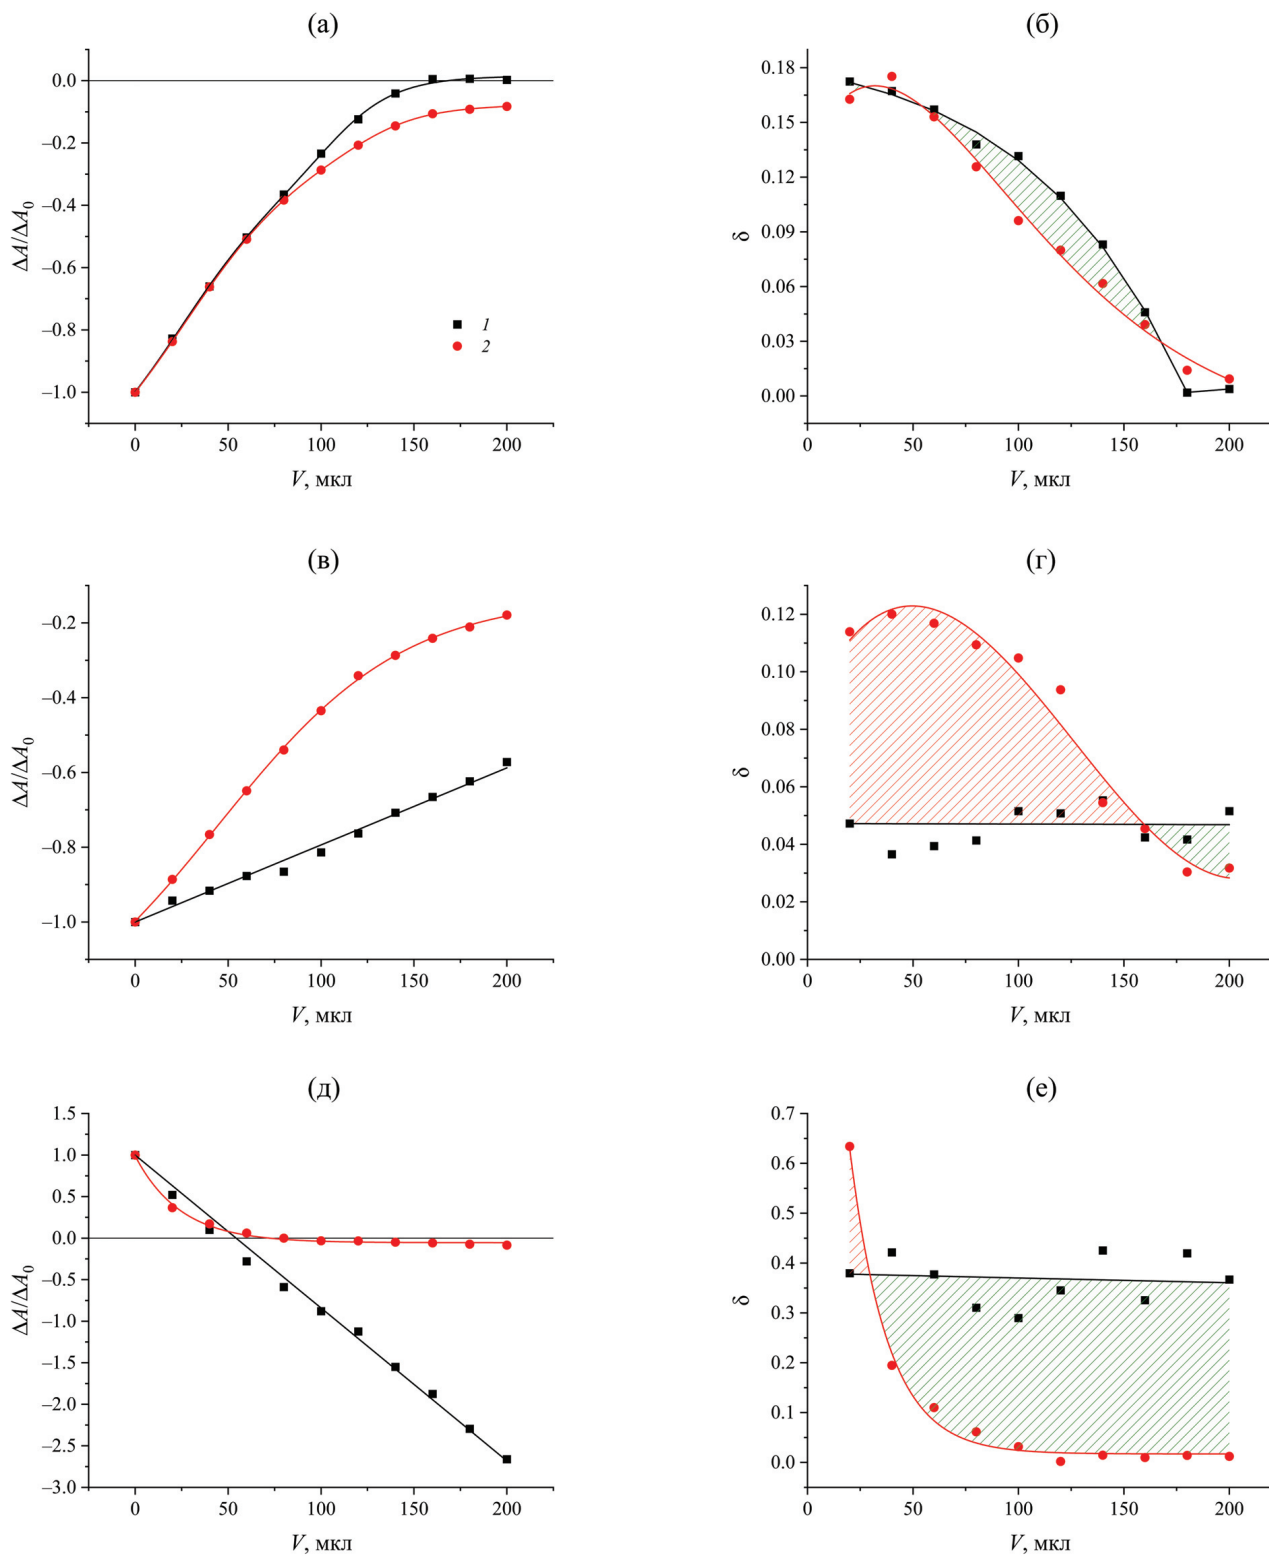 (а)
0.0
–0.2
–0.4
–0.6
–0.8
–1.0
ΔA/ΔA₀
1
2
0 50 100 150 200
V, мкл
(б)
0.18
0.15
0.12
0.09
0.06
0.03
0.00
δ
0 50 100 150 200
V, мкл
(в)
–0.2
–0.4
–0.6
–0.8
–1.0
ΔA/ΔA₀
0 50 100 150 200
V, мкл
(г)
0.12
0.10
0.08
0.06
0.04
0.02
0.00
δ
0 50 100 150 200
V, мкл
(д)
1.5
1.0
0.5
0.0
–0.5
–1.0
–1.5
–2.0
–2.5
–3.0
ΔA/ΔA₀
0 50 100 150 200
V, мкл
(е)
0.7
0.6
0.5
0.4
0.3
0.2
0.1
0.0
δ
0 50 100 150 200
V, мкл